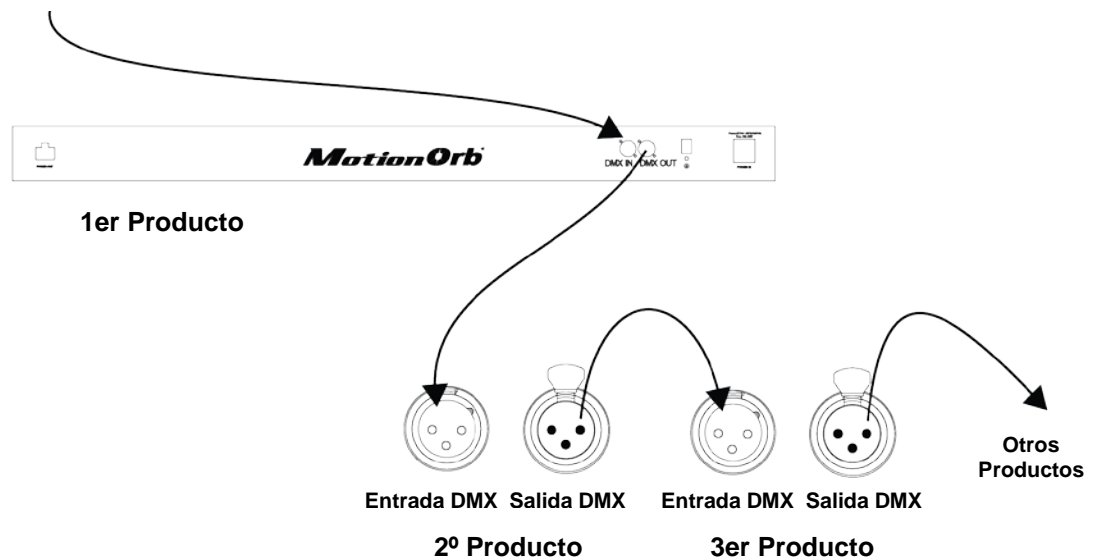 MotionOrb
DMX IN DMX OUT
1er Producto
Otros
Productos
Entrada DMX Salida DMX Entrada DMX Salida DMX
2º Producto 3er Producto